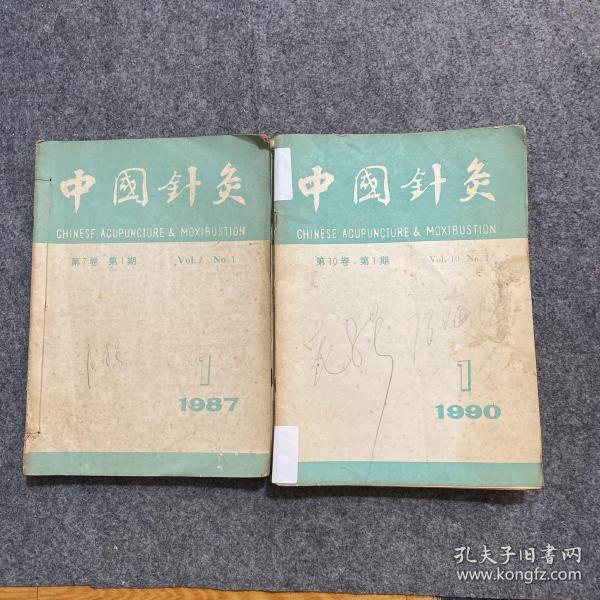 中國針灸
CHINESE ACUPUNCTURE & MOXIBUSTION
第7卷 第1期 Vol.7 No.1
1
1987
中國針灸
CHINESE ACUPUNCTURE & MOXIBUSTION
第10卷·第1期 Vol.10 No.1
1
1990
孔夫子旧书网
www.kongfz.com